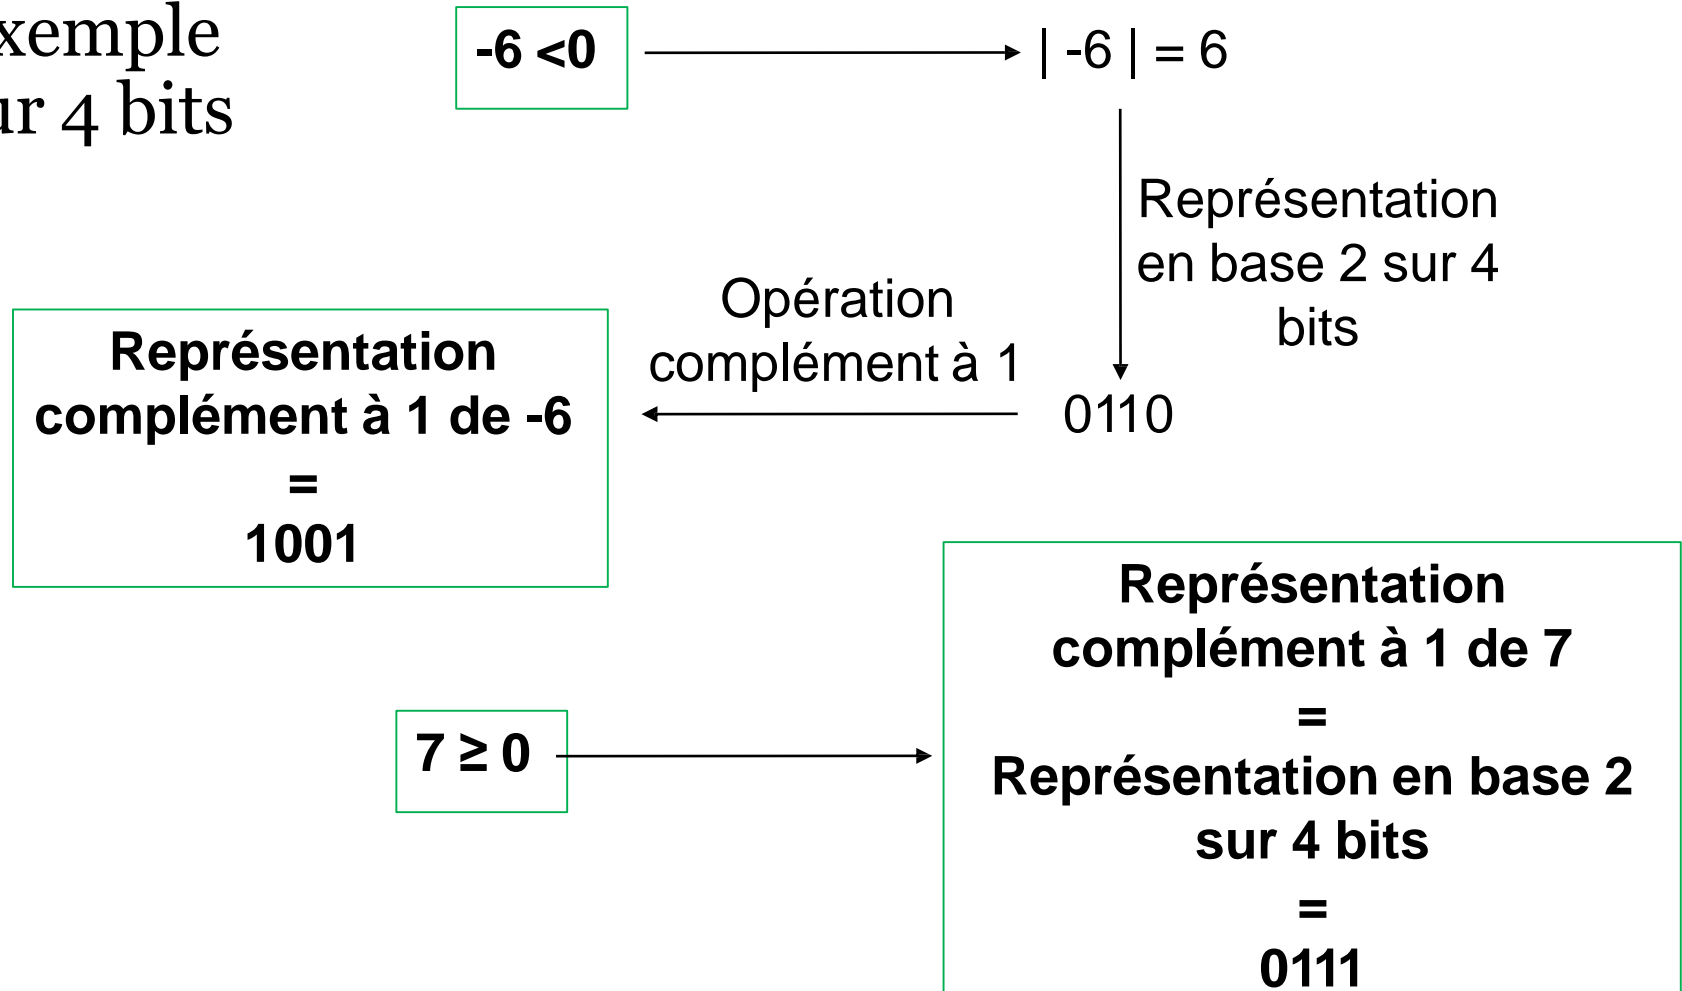 xemple
ur 4 bits
-6 <0
| -6 | = 6
Représentation
en base 2 sur 4
bits
0110
Opération
complément à 1
Représentation
complément à 1 de -6
=
1001
7 ≥ 0
Représentation
complément à 1 de 7
=
Représentation en base 2
sur 4 bits
=
0111